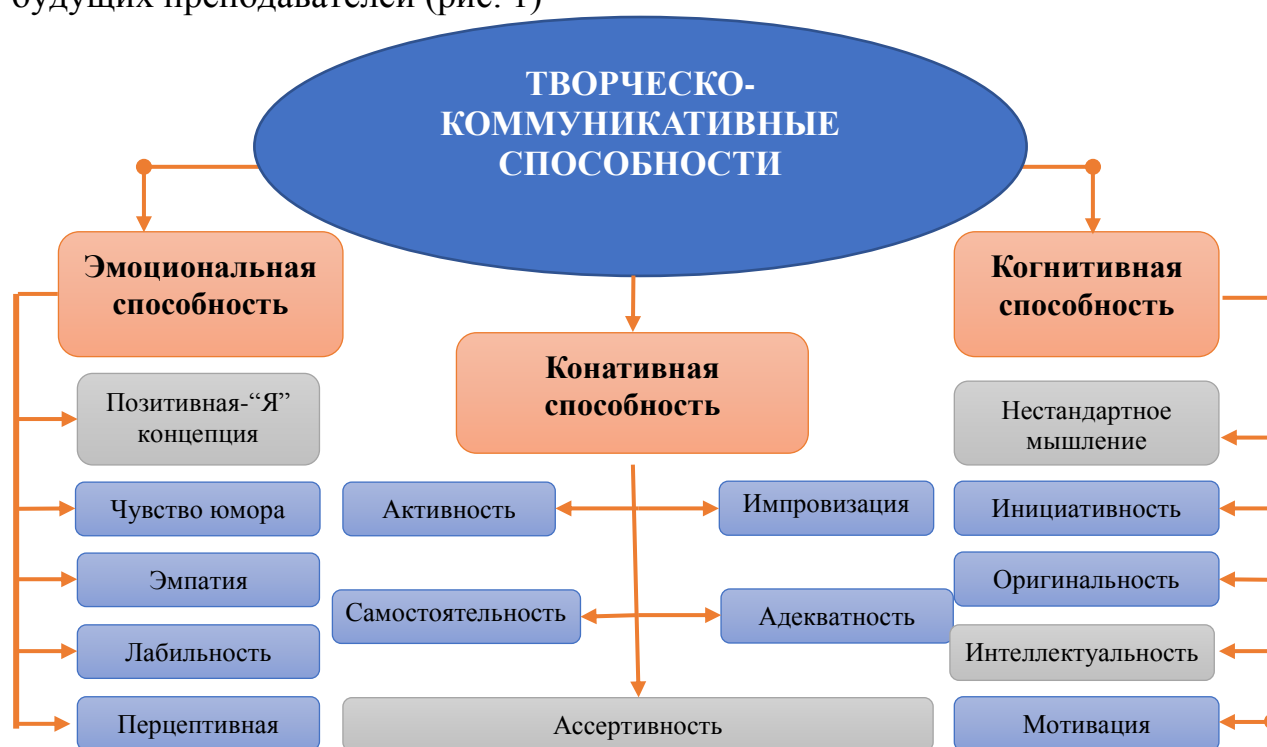 будущих преподавателей (рис. 1)
ТВОРЧЕСКО-
КОММУНИКАТИВНЫЕ
СПОСОБНОСТИ
Эмоциональная
способность
Когнитивная
способность
Конативная
способность
Позитивная-“Я”
концепция
Нестандартное
мышление
Чувство юмора
Активность
Импровизация
Инициативность
Эмпатия
Оригинальность
Самостоятельность
Адекватность
Лабильность
Интеллектуальность
Перцептивная
Ассертивность
Мотивация